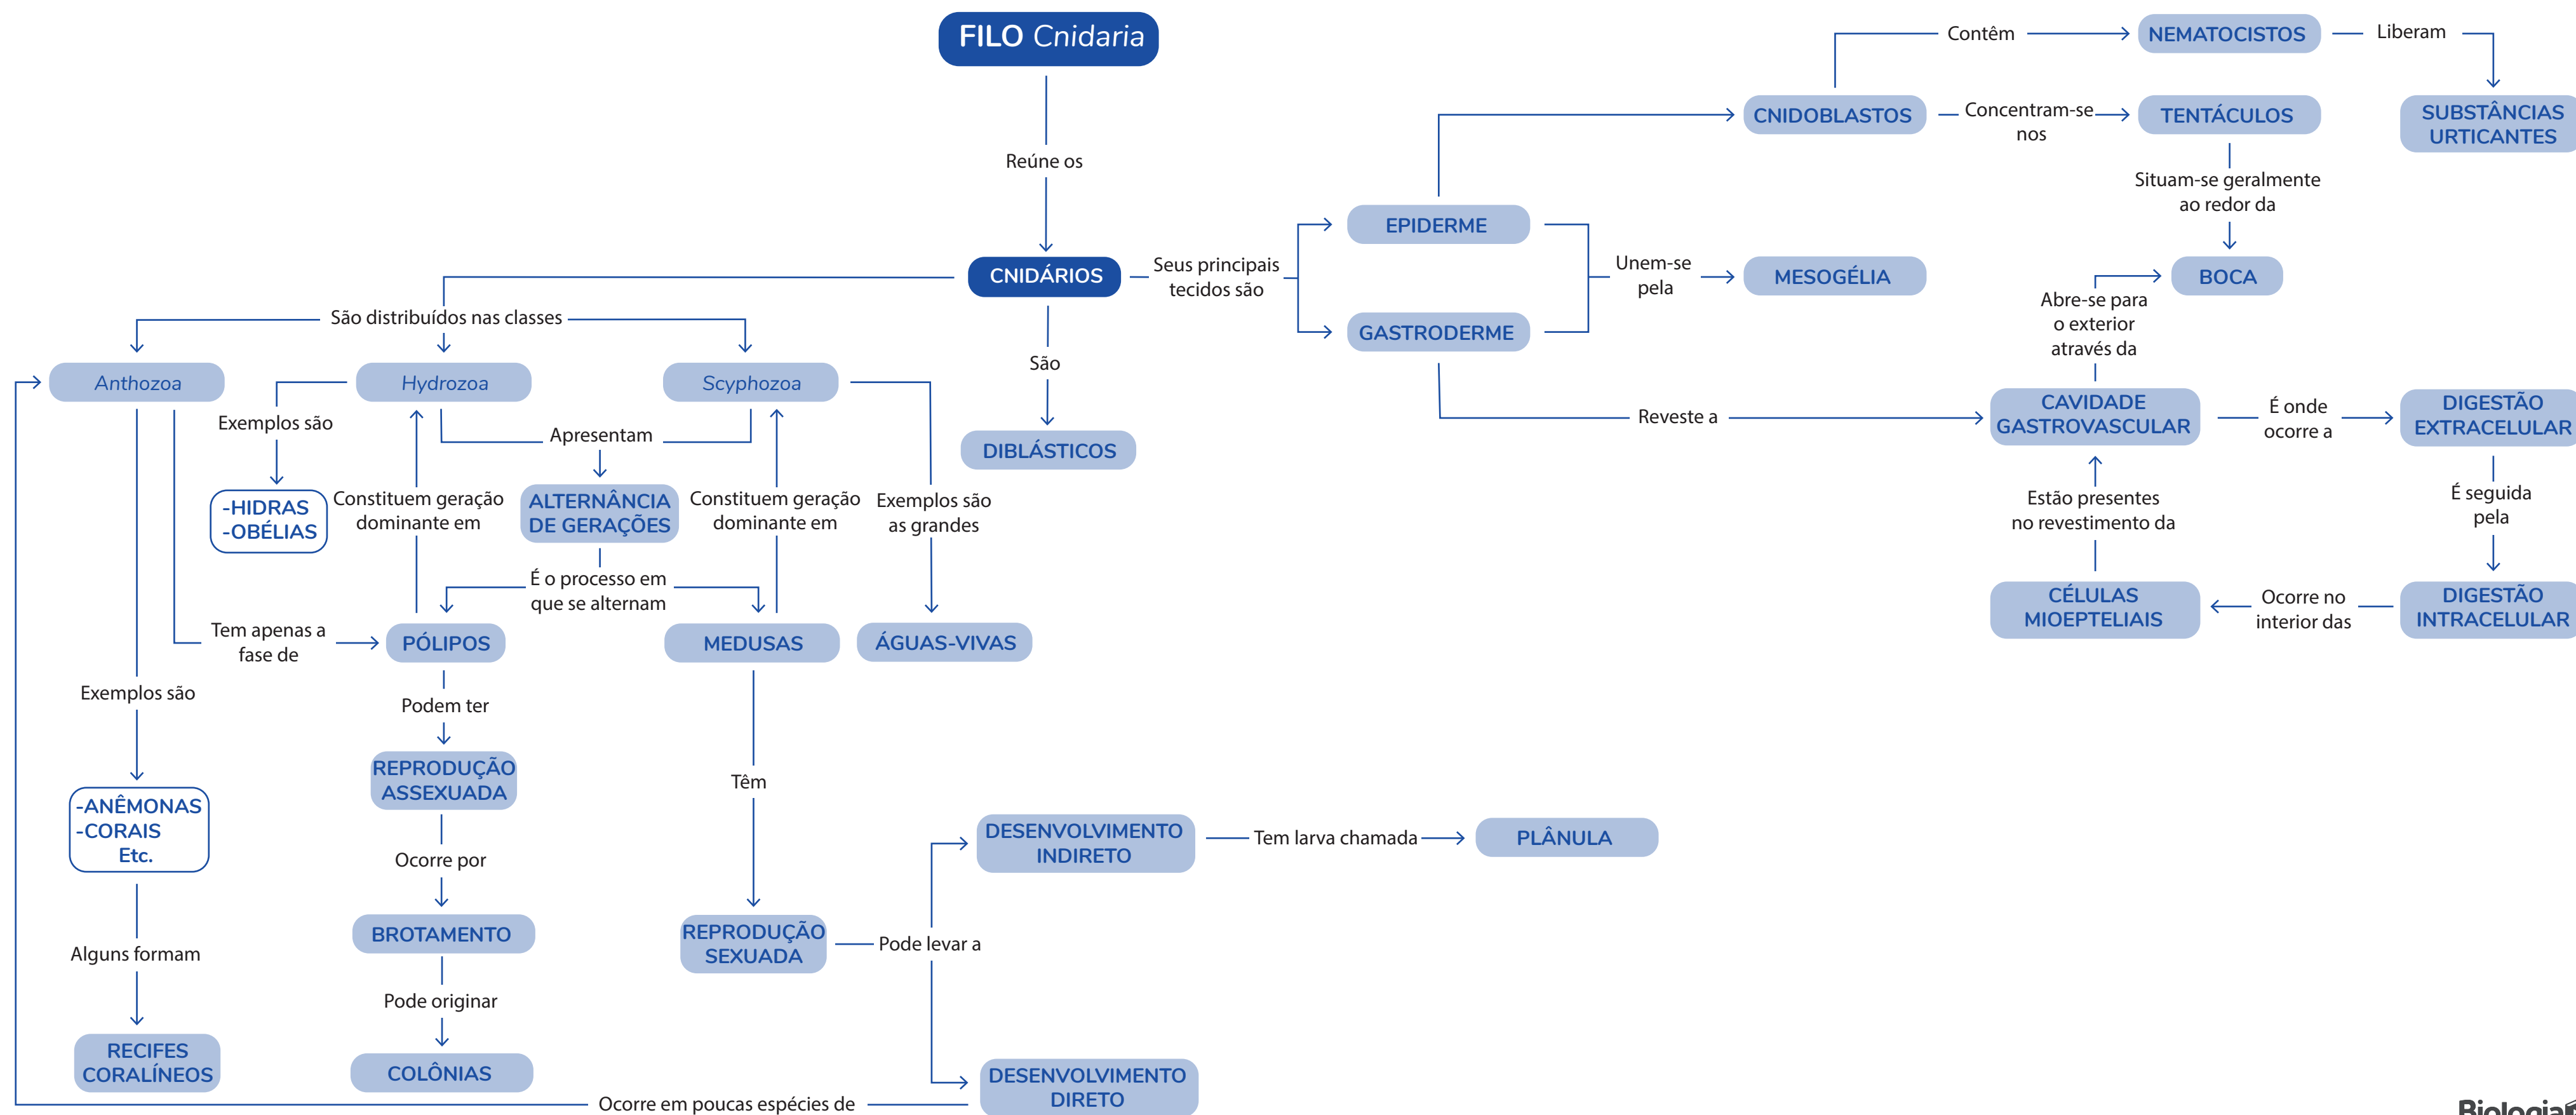 FILO Cnidaria
Reúne os
CNIDÁRIOS
São distribuídos nas classes
Anthozoa
Hydrozoa
Scyphozoa
Exemplos são
-HIDRAS
-OBÉLIAS
Constituem geração
dominante em
Apresentam
ALTERNÂNCIA
DE GERAÇÕES
Constituem geração
dominante em
Exemplos são
as grandes
É o processo em
que se alternam
Tem apenas a
fase de
PÓLIPOS
MEDUSAS
ÁGUAS-VIVAS
São
DIBLÁSTICOS
Exemplos são
-ANÊMONAS
-CORAIS
Etc.
Alguns formam
RECIFES
CORALÍNEOS
Podem ter
REPRODUÇÃO
ASSEXUADA
Ocorre por
BROTAMENTO
Pode originar
COLÔNIAS
Têm
REPRODUÇÃO
SEXUADA
Pode levar a
DESENVOLVIMENTO
INDIRETO
Tem larva chamada
PLÂNULA
DESENVOLVIMENTO
DIRETO
Ocorre em poucas espécies de
Seus principais
tecidos são
EPIDERME
GASTRODERME
Unem-se
pela
MESOGÉLIA
CNIDOBLASTOS
Contêm
NEMATOCISTOS
Liberam
SUBSTÂNCIAS
URTICANTES
Concentram-se
nos
TENTÁCULOS
Situam-se geralmente
ao redor da
BOCA
Abre-se para
o exterior
através da
Reveste a
CAVIDADE
GASTROVASCULAR
É onde
ocorre a
DIGESTÃO
EXTRACELULAR
É seguida
pela
DIGESTÃO
INTRACELULAR
Ocorre no
interior das
CÉLULAS
MIOEPTELIAIS
Estão presentes
no revestimento da
Biologia